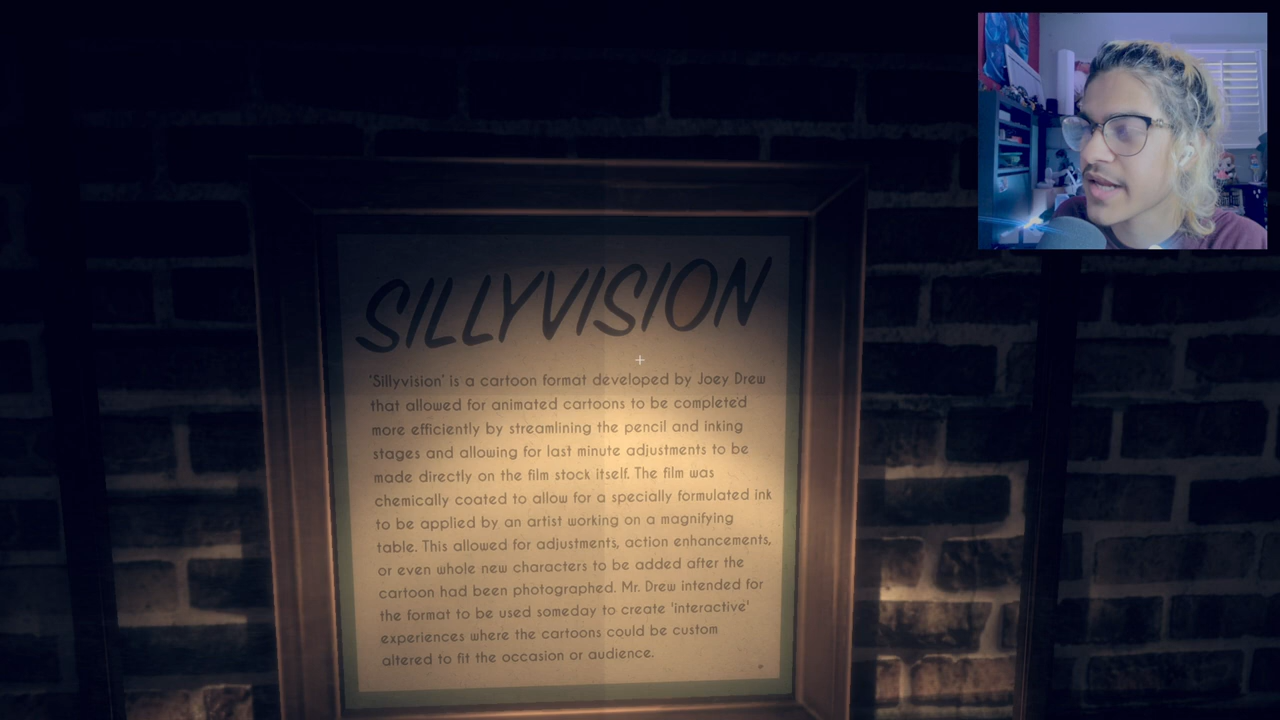 SILLYVISION
'Sillyvision' is a cartoon format developed by Joey Drew
that allowed for animated cartoons to be completed
more efficiently by streamlining the pencil and inking
stages and allowing for last minute adjustments to be
made directly on the film stock itself. The film was
chemically coated to allow for a specially formulated ink
to be applied by an artist working on a magnifying
table. This allowed for adjustments, action enhancements,
or even whole new characters to be added after the
cartoon had been photographed. Mr. Drew intended for
the format to be used someday to create 'interactive'
experiences where the cartoons could be custom
altered to fit the occasion or audience.